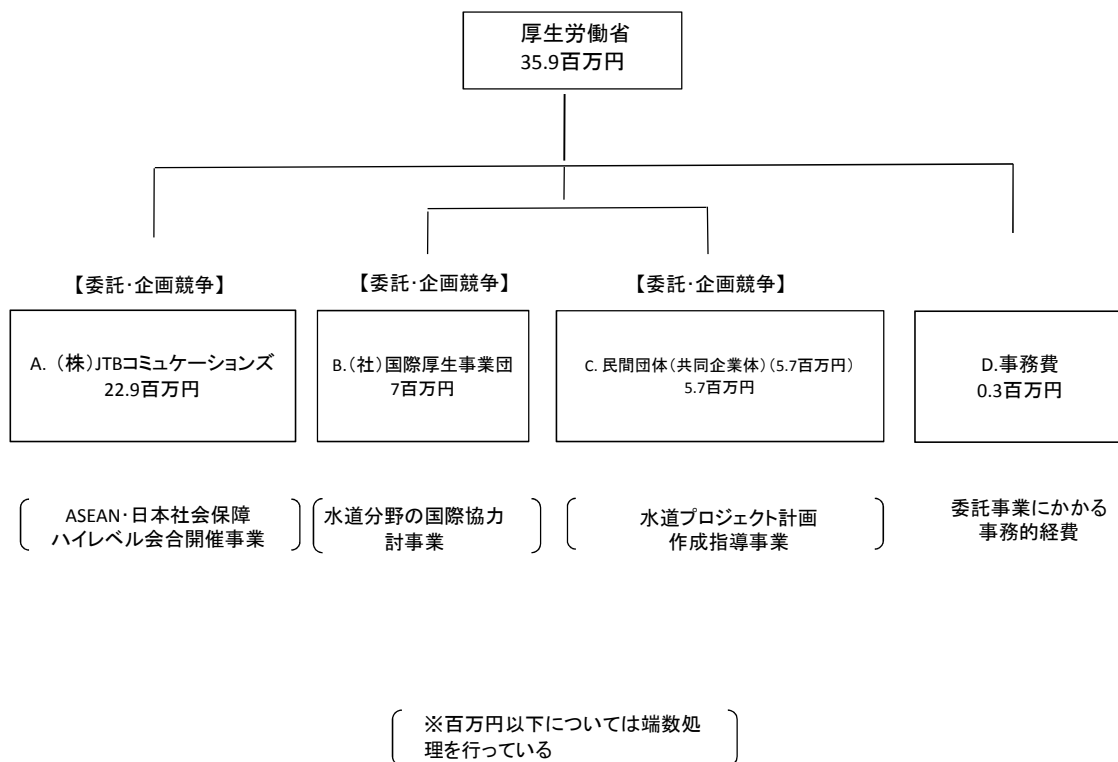 厚生労働省
35.9百万円
【委託・企画競争】
【委託・企画競争】
【委託・企画競争】
A. （株）JTBコミュケーションズ
22.9百万円
B.（社）国際厚生事業団
7百万円
C. 民間団体（共同企業体）（5.7百万円）
5.7百万円
D.事務費
0.3百万円
ASEAN・日本社会保障
ハイレベル会合開催事業
水道分野の国際協力
討事業
水道プロジェクト計画
作成指導事業
委託事業にかかる
事務的経費
※百万円以下については端数処
理を行っている